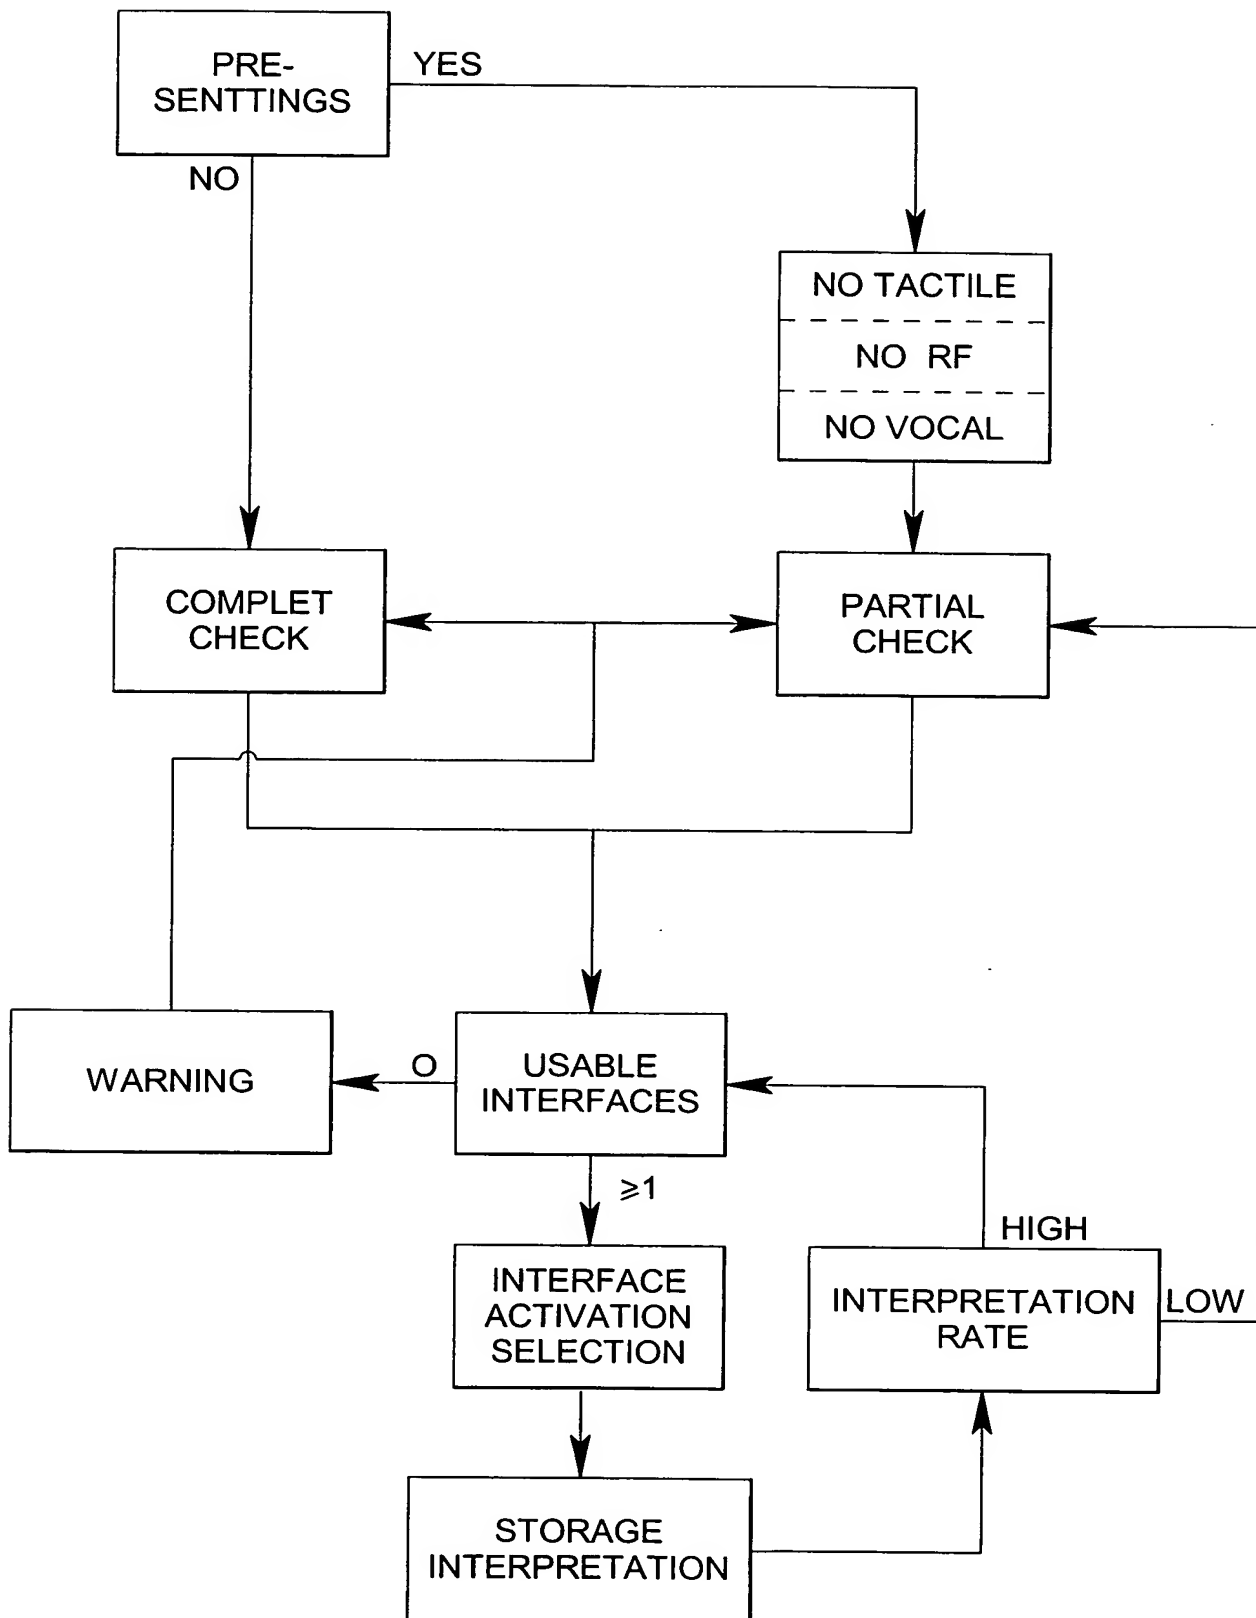 PRE-
SENTTINGS
YES
NO
NO TACTILE
NO RF
NO VOCAL
COMPLET
CHECK
PARTIAL
CHECK
WARNING
O
USABLE
INTERFACES
≥1
HIGH
INTERFACE
ACTIVATION
SELECTION
INTERPRETATION
RATE
LOW
STORAGE
INTERPRETATION